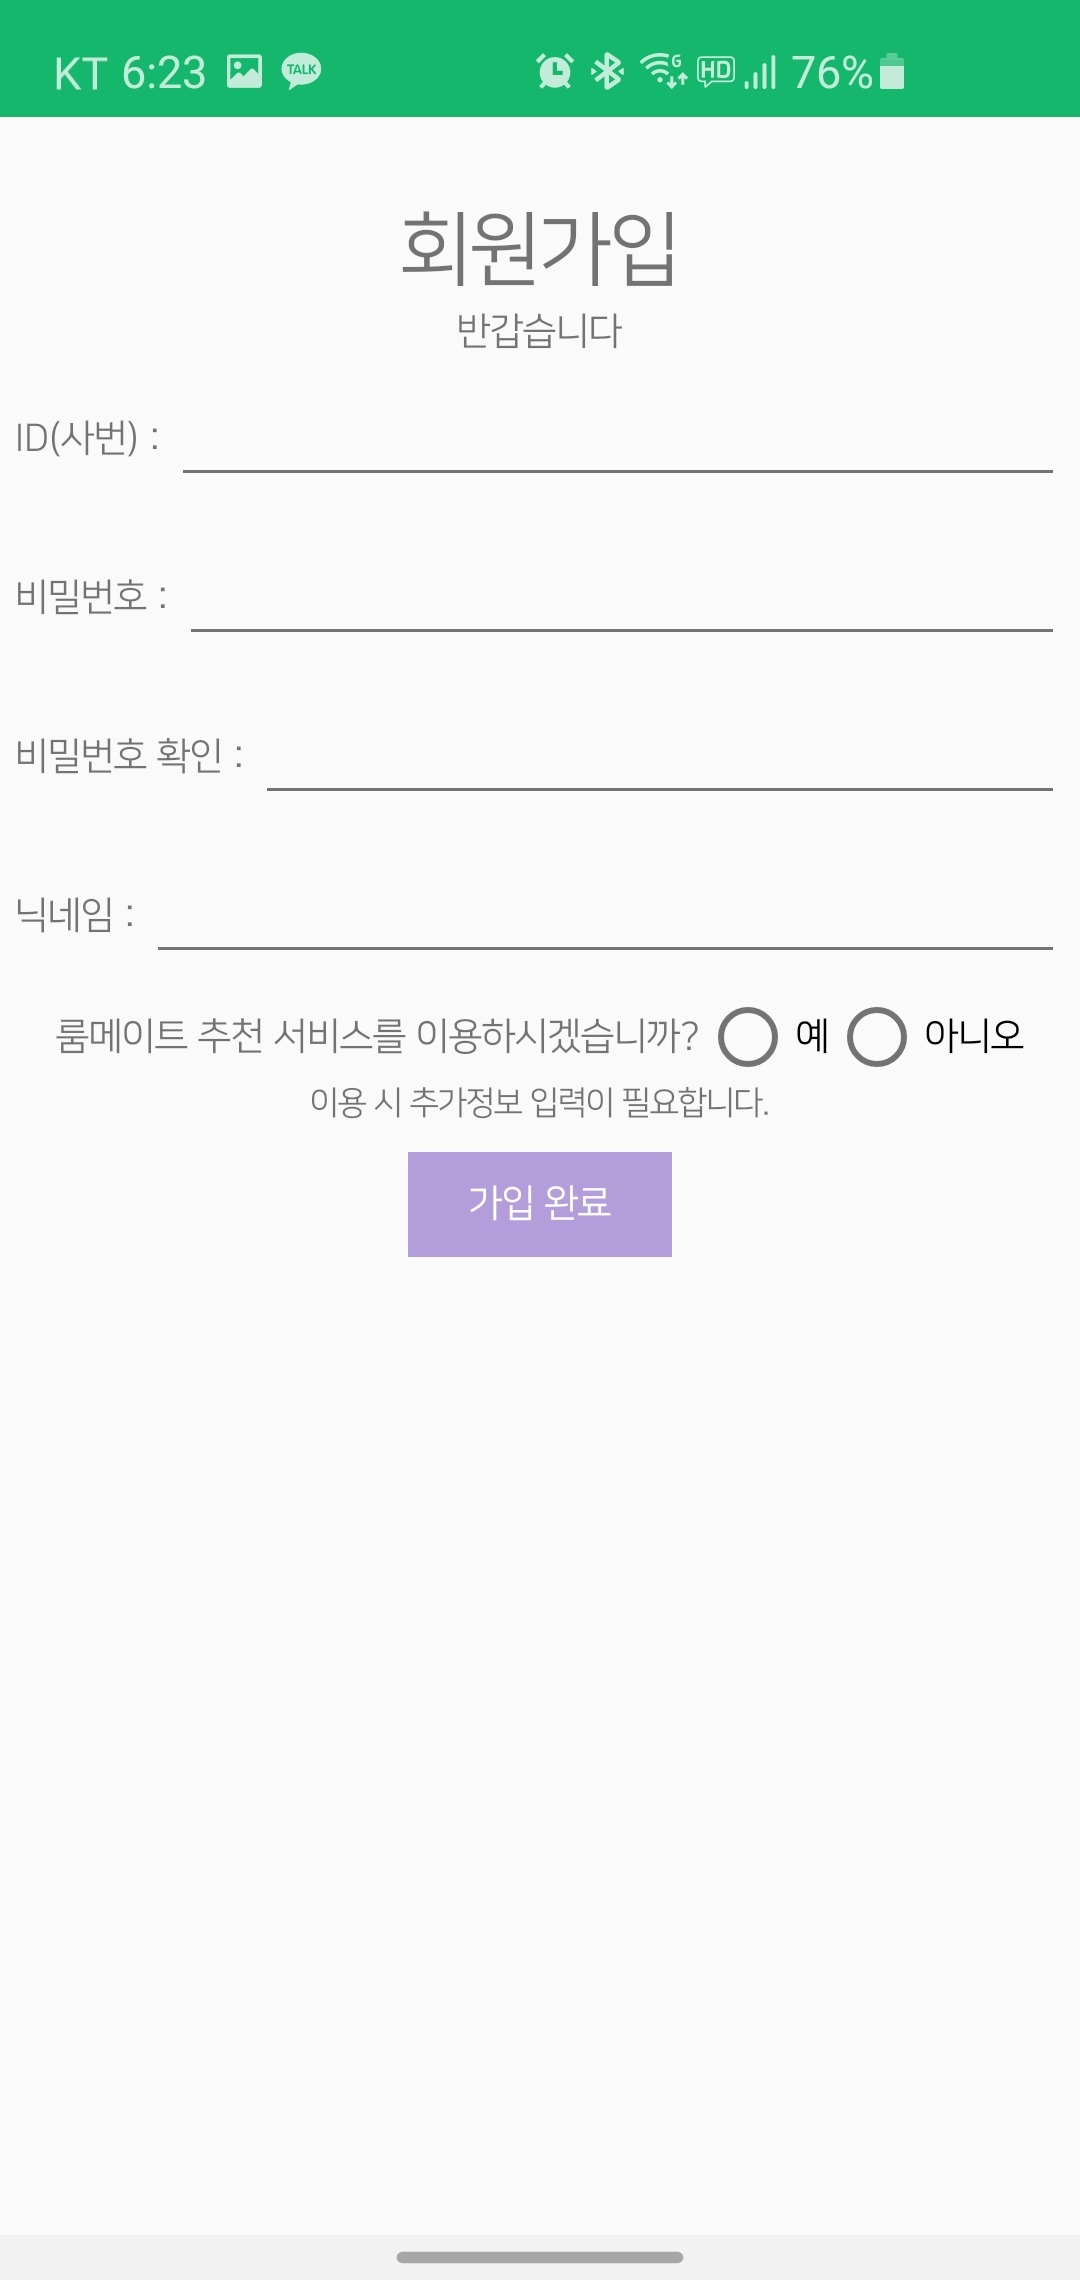 KT 6:23 TALK G HD 76%
회원가입
반갑습니다
ID(사번) :
비밀번호 :
비밀번호 확인 :
닉네임 :
룸메이트 추천 서비스를 이용하시겠습니까? 예 아니오
이용 시 추가정보 입력이 필요합니다.
가입 완료